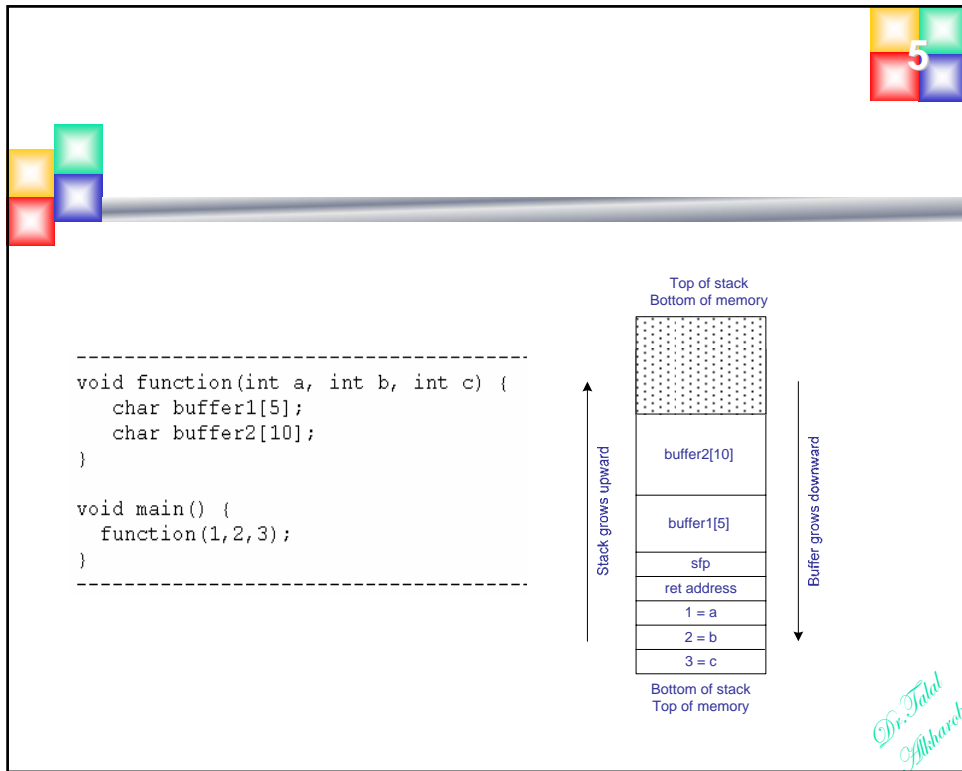 5
------------------------------------
void function(int a, int b, int c) {
char buffer1[5];
char buffer2[10];
}
void main() {
function(1,2,3);
}
------------------------------------
Top of stack
Bottom of memory
Stack grows upward
buffer2[10]
buffer1[5]
sfp
ret address
1 = a
2 = b
3 = c
Buffer grows downward
Bottom of stack
Top of memory
Dr.Talal